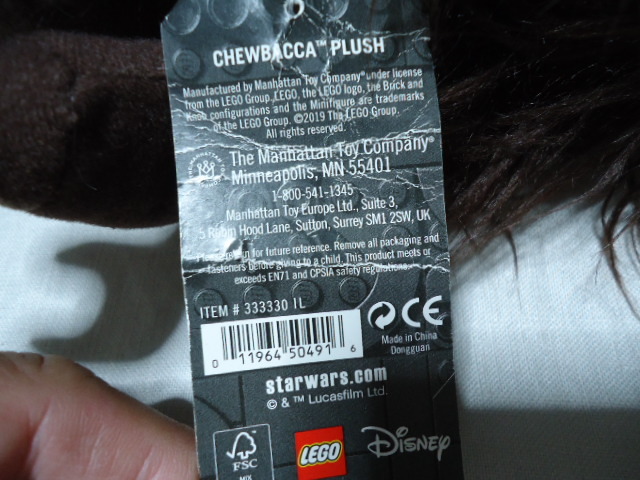 CHEWBACCA™ PLUSH
Manufactured by Manhattan Toy Company® under license
from the LEGO Group. LEGO, the LEGO logo, the Brick and
Knob configurations and the Minifigure are trademarks
of the LEGO Group. ©2019 The LEGO Group.
All rights reserved.
The Manhattan Toy Company®
Minneapolis, MN 55401
1-800-541-1345
Manhattan Toy Europe Ltd., Suite 3,
5 Robin Hood Lane, Sutton, Surrey SM1 2SW, UK
Please retain for future reference. Remove all packaging and
fasteners before giving to a child. This product meets or
exceeds EN71 and CPSIA safety regulations.
ITEM # 333330 IL
CE
Made in China
Dongguan
0 11964 50491 6
starwars.com
© & ™ Lucasfilm Ltd.
FSC
MIX
LEGO
Disney